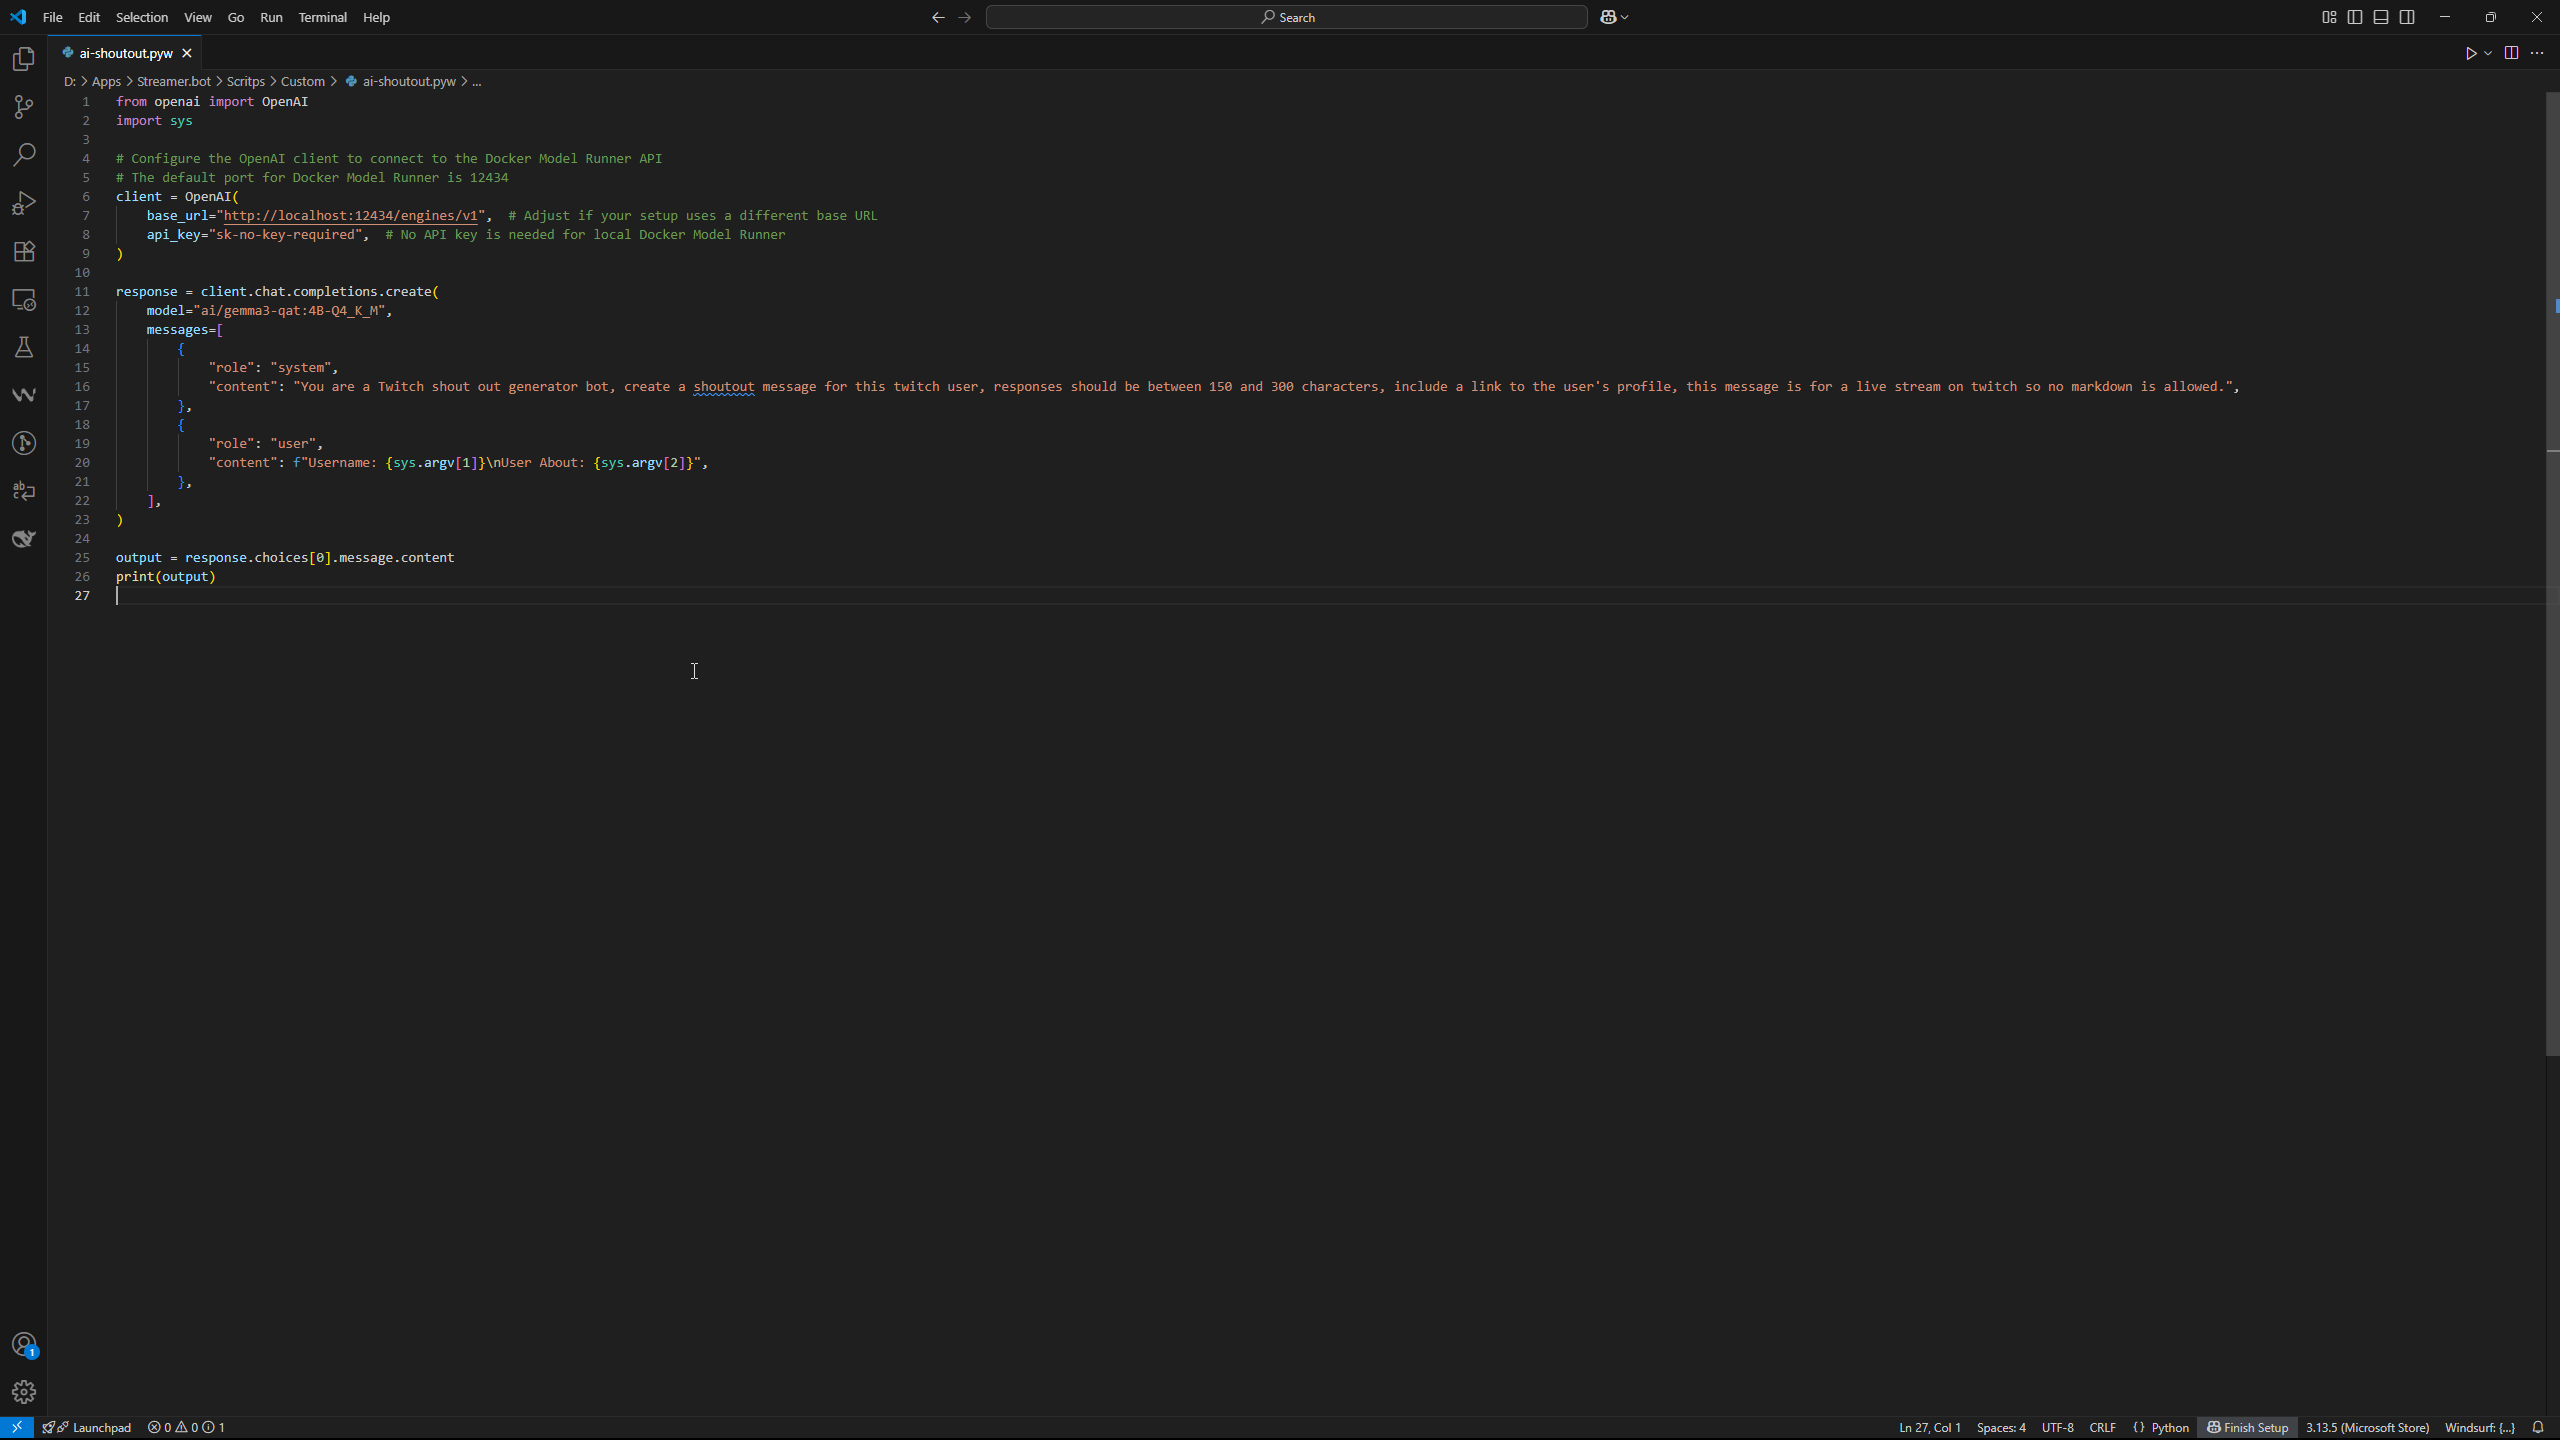 File Edit Selection View Go Run Terminal Help
Search
ai-shoutout.pyw
D: > Apps > Streamer.bot > Scritps > Custom > ai-shoutout.pyw > ...
1 from openai import OpenAI
2 import sys
3
4 # Configure the OpenAI client to connect to the Docker Model Runner API
5 # The default port for Docker Model Runner is 12434
6 client = OpenAI(
7     base_url="http://localhost:12434/engines/v1",  # Adjust if your setup uses a different base URL
8     api_key="sk-no-key-required",  # No API key is needed for local Docker Model Runner
9 )
10
11 response = client.chat.completions.create(
12     model="ai/gemma3-qat:4B-Q4_K_M",
13     messages=[
14         {
15             "role": "system",
16             "content": "You are a Twitch shout out generator bot, create a shoutout message for this twitch user, responses should be between 150 and 300 characters, include a link to the user's profile, this message is for a live stream on twitch so no markdown is allowed.",
17         },
18         {
19             "role": "user",
20             "content": f"Username: {sys.argv[1]}\nUser About: {sys.argv[2]}",
21         },
22     ],
23 )
24
25 output = response.choices[0].message.content
26 print(output)
27
1
Launchpad 0 0 1 Ln 27, Col 1 Spaces: 4 UTF-8 CRLF {} Python Finish Setup 3.13.5 (Microsoft Store) Windsurf: {...}